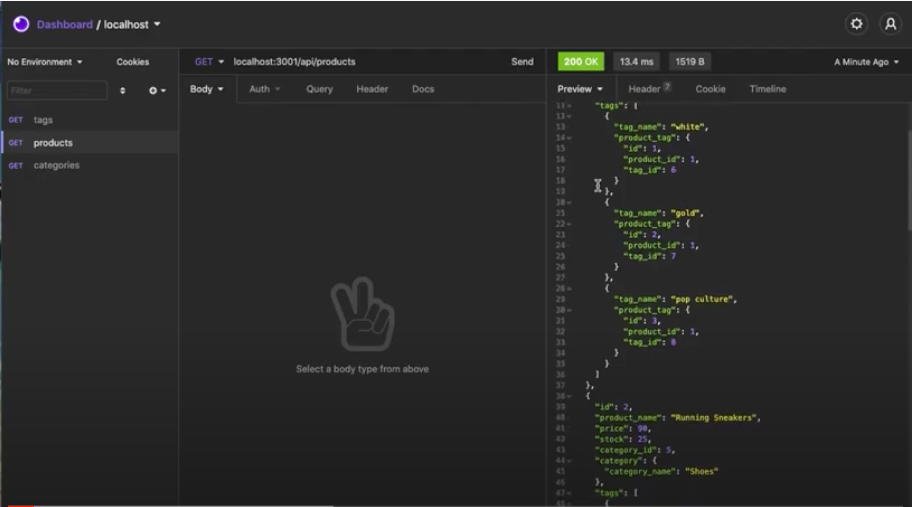 Dashboard / localhost
No Environment
Cookies
GET localhost:3001/api/products
Send
200 OK
13.4 ms
1519 B
A Minute Ago
Filter
Body
Auth
Query
Header
Docs
Preview
Header 7
Cookie
Timeline
GET tags
GET products
GET categories
Select a body type from above
11 "tags": [
12 {
13 "tag_name": "white",
14 "product_tag": {
15 "id": 1,
16 "product_id": 1,
17 "tag_id": 6
18 }
19 },
20 {
21 "tag_name": "gold",
22 "product_tag": {
23 "id": 2,
24 "product_id": 1,
25 "tag_id": 7
26 }
27 },
28 {
29 "tag_name": "pop culture",
30 "product_tag": {
31 "id": 3,
32 "product_id": 1,
33 "tag_id": 8
34 }
35 }
36 ]
37 },
38 {
39 "id": 2,
40 "product_name": "Running Sneakers",
41 "price": 90,
42 "stock": 25,
43 "category_id": 5,
44 "category": {
45 "category_name": "Shoes"
46 },
47 "tags": [
48 {